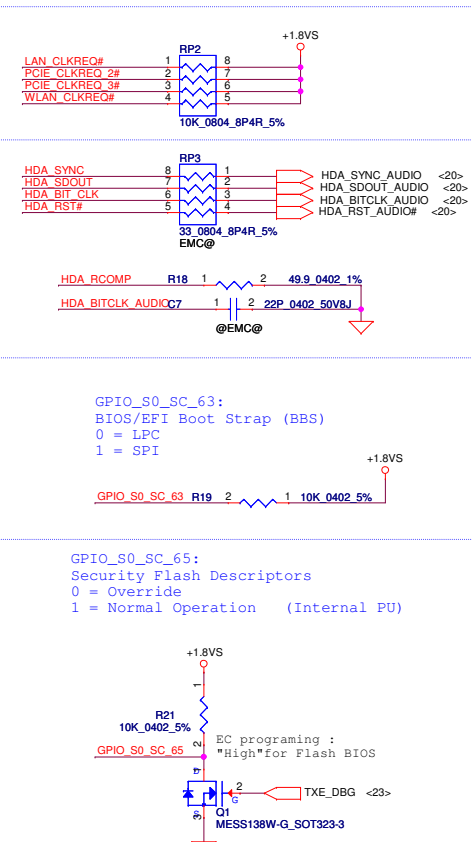 +1.8VS
RP2
LAN_CLKREQ# 1 8
PCIE_CLKREQ_2# 2 7
PCIE_CLKREQ_3# 3 6
WLAN_CLKREQ# 4 5
10K_0804_8P4R_5%
RP3
HDA_SYNC 8 1 HDA_SYNC_AUDIO <20>
HDA_SDOUT 7 2 HDA_SDOUT_AUDIO <20>
HDA_BIT_CLK 6 3 HDA_BITCLK_AUDIO <20>
HDA_RST# 5 4 HDA_RST_AUDIO# <20>
33_0804_8P4R_5%
EMC@
HDA_RCOMP R18 1 2 49.9_0402_1%
HDA_BITCLK_AUDIO C7 1 2 22P_0402_50V8J
@EMC@
GPIO_S0_SC_63:
BIOS/EFI Boot Strap (BBS)
0 = LPC
1 = SPI
+1.8VS
GPIO_S0_SC_63 R19 2 1 10K_0402_5%
GPIO_S0_SC_65:
Security Flash Descriptors
0 = Override
1 = Normal Operation (Internal PU)
+1.8VS
1
R21
10K_0402_5%
2
EC programing :
GPIO_S0_SC_65 "High"for Flash BIOS
D
2 TXE_DBG <23>
G
S 3 Q1
MESS138W-G_SOT323-3